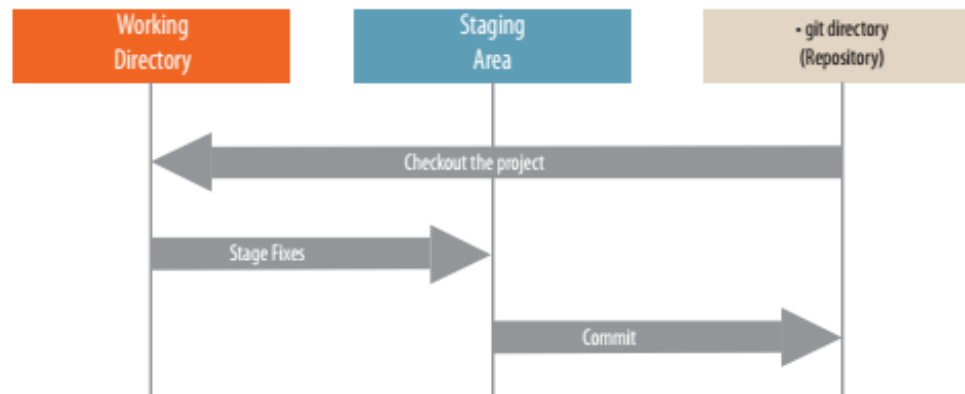 Working
Directory
Staging
Area
- git directory
(Repository)
Checkout the project
Stage Fixes
Commit